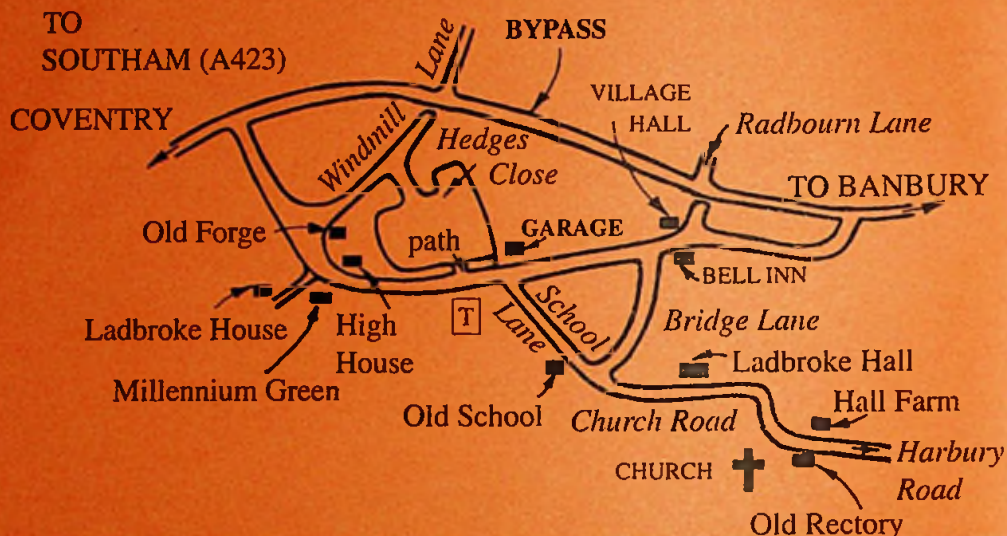 TO
SOUTHAM (A423)
COVENTRY
Lane
BYPASS
VILLAGE
HALL
Radbourn Lane
Windmill
Hedges
Close
TO BANBURY
Old Forge
path
GARAGE
BELL INN
Ladbroke House
High
House
T
School
Lane
Bridge Lane
Millennium Green
Ladbroke Hall
Old School
Church Road
Hall Farm
CHURCH
Harbury
Road
Old Rectory